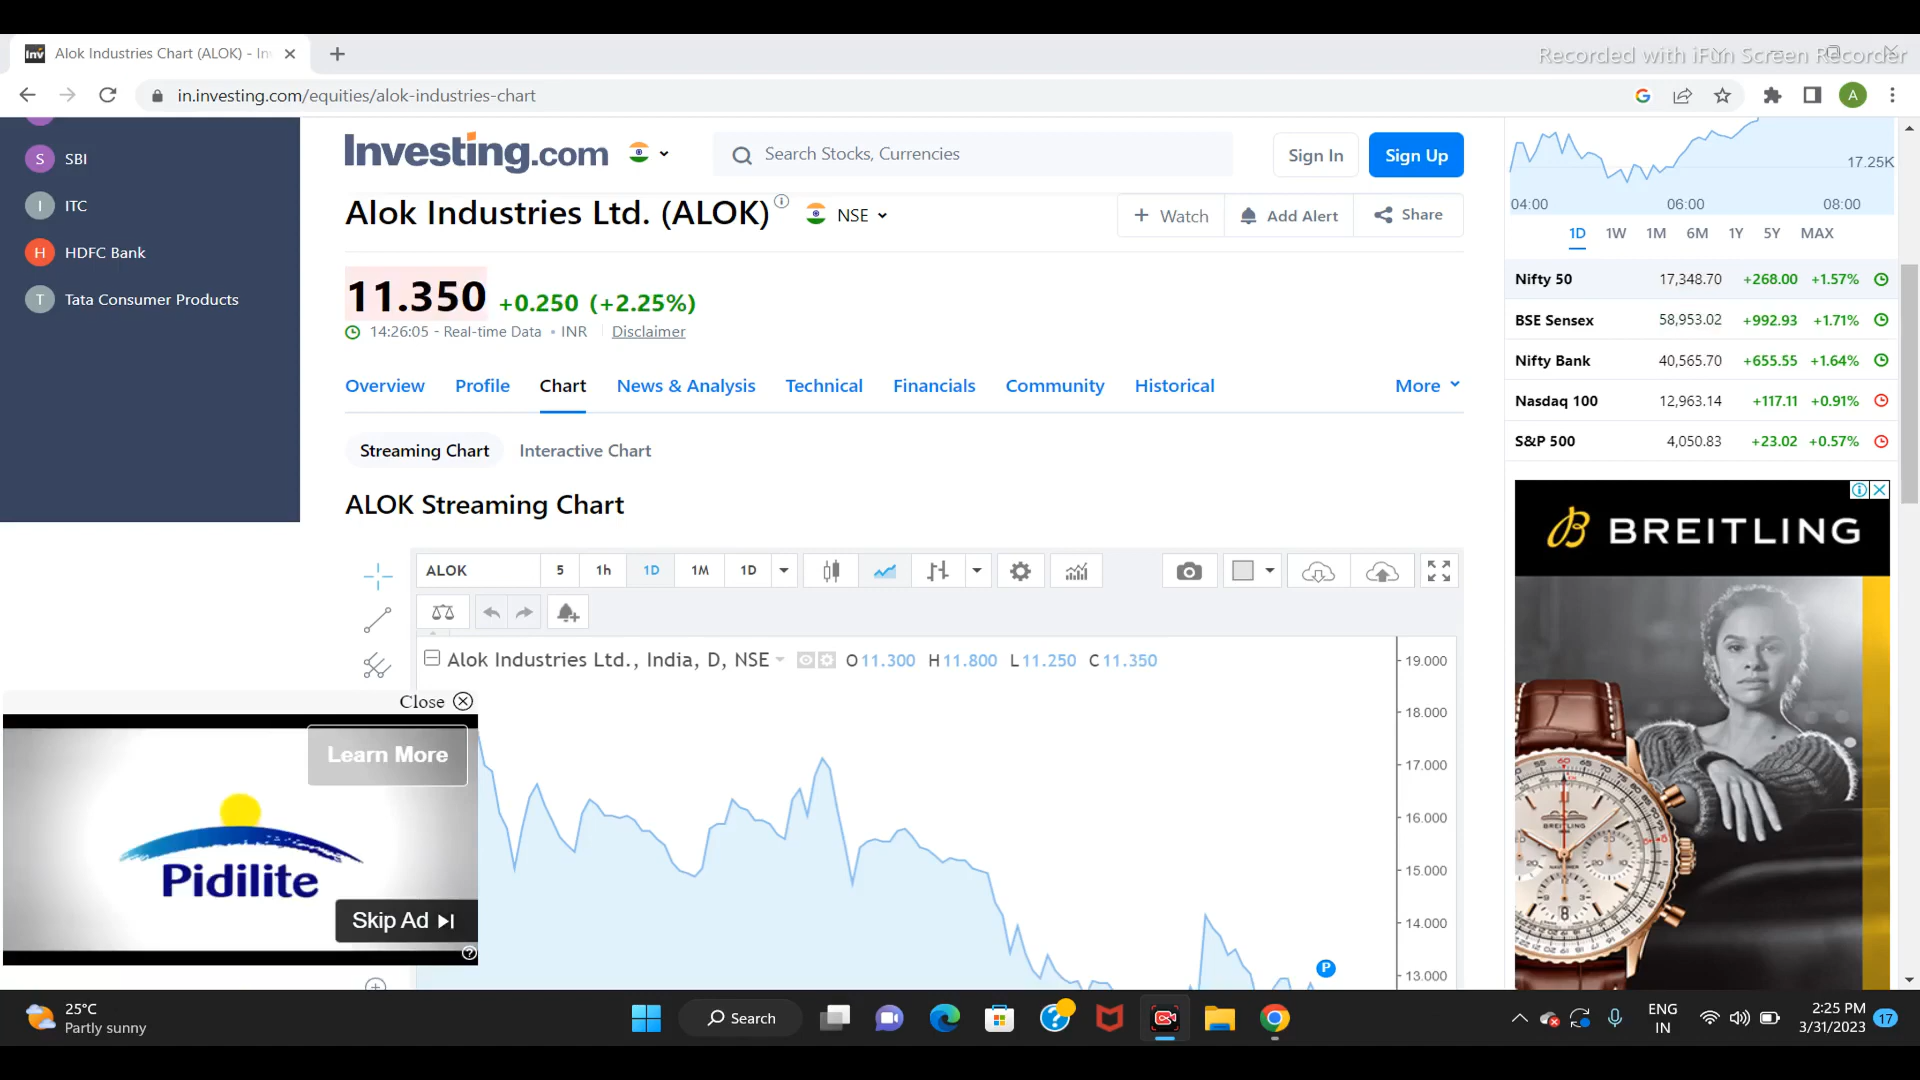 Alok Industries Chart (ALOK) - In
Recorded with iFun Screen Recorder
in.investing.com/equities/alok-industries-chart
A
S SBI
I ITC
H HDFC Bank
T Tata Consumer Products
Investing.com
Search Stocks, Currencies
Sign In
Sign Up
Alok Industries Ltd. (ALOK)
NSE
+ Watch
Add Alert
Share
11.350 +0.250 (+2.25%)
14:26:05 - Real-time Data • INR
Disclaimer
Overview
Profile
Chart
News & Analysis
Technical
Financials
Community
Historical
More
Streaming Chart
Interactive Chart
ALOK Streaming Chart
ALOK 5 1h 1D 1M 1D
Alok Industries Ltd., India, D, NSE O 11.300 H 11.800 L 11.250 C 11.350
19.000
18.000
17.000
16.000
15.000
14.000
13.000
P
Close
Learn More
Pidilite
Skip Ad
17.25K
04:00 06:00 08:00
1D 1W 1M 6M 1Y 5Y MAX
Nifty 50 17,348.70 +268.00 +1.57%
BSE Sensex 58,953.02 +992.93 +1.71%
Nifty Bank 40,565.70 +655.55 +1.64%
Nasdaq 100 12,963.14 +117.11 +0.91%
S&P 500 4,050.83 +23.02 +0.57%
BREITLING
BREITLING
25°C
Partly sunny
Search
ENG
IN
2:25 PM
3/31/2023
17